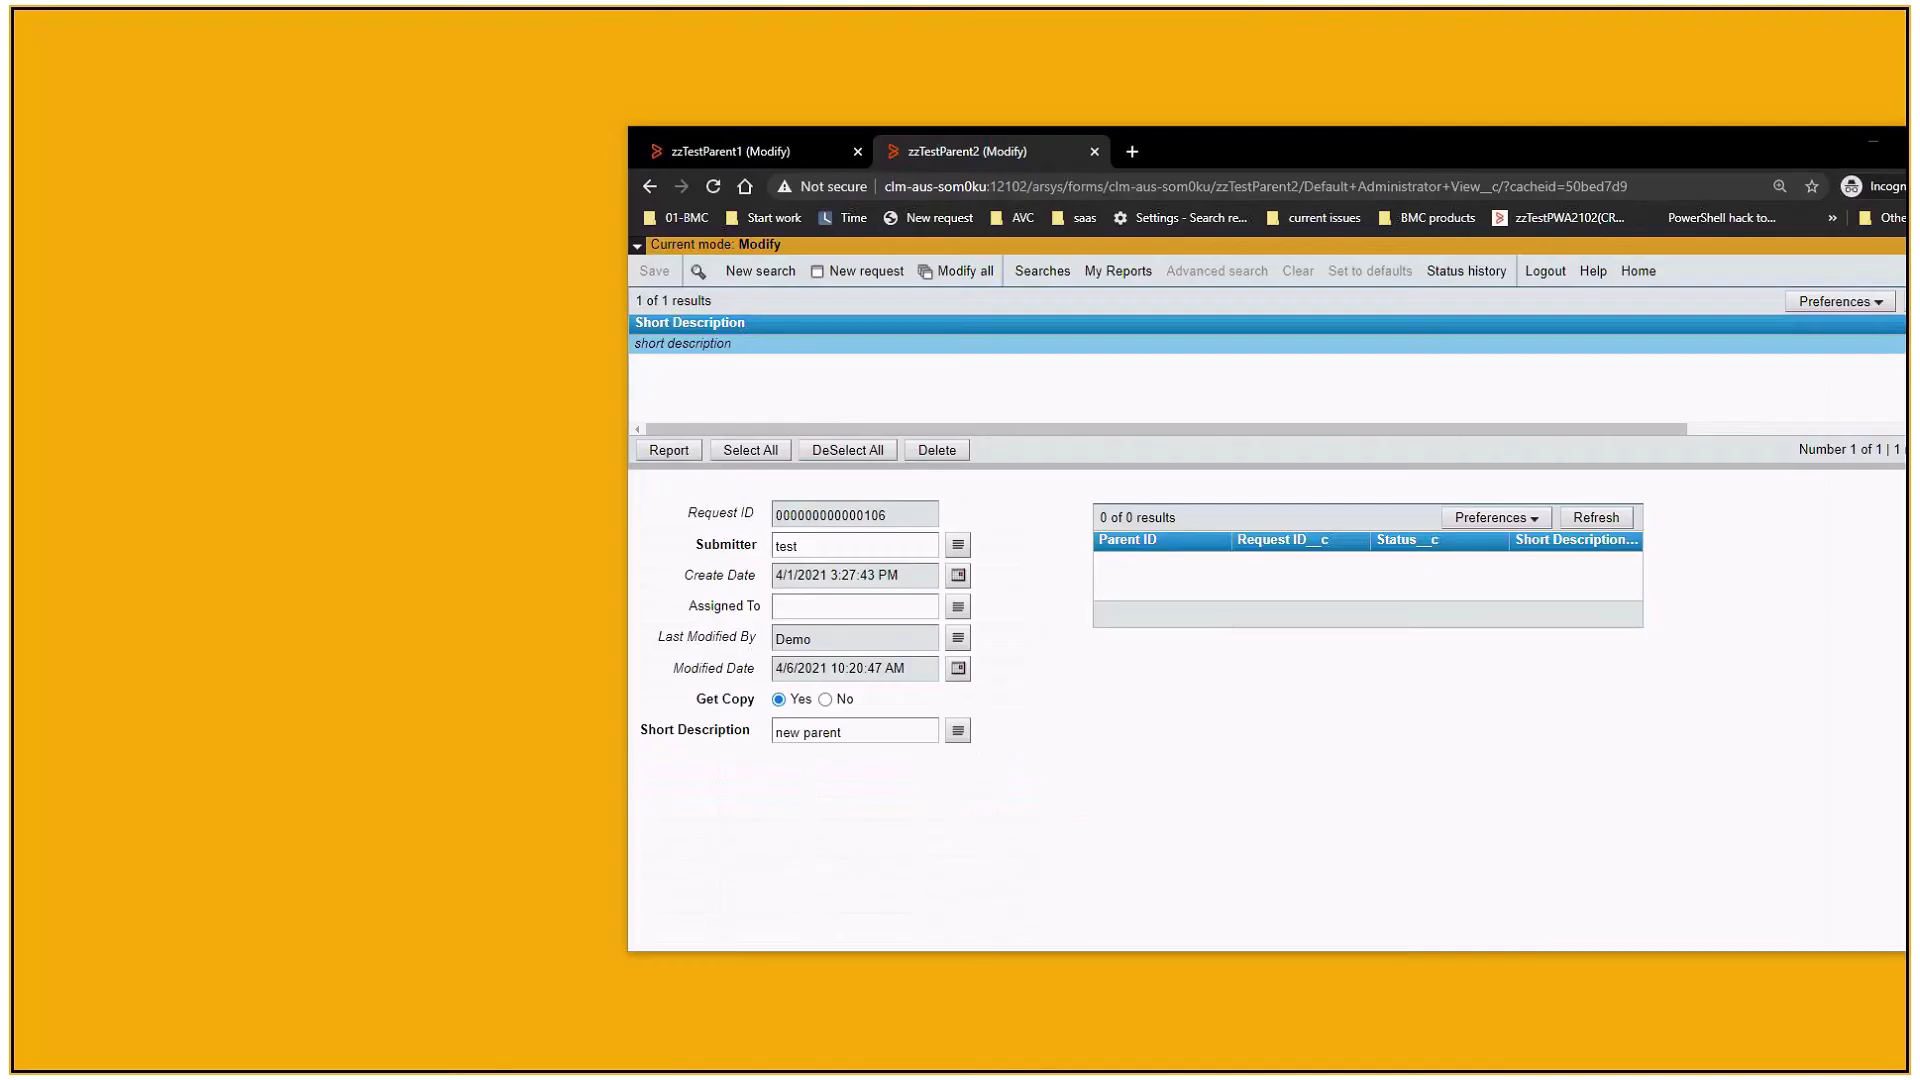 zzTestParent1 (Modify) zzTestParent2 (Modify)
Not secure clm-aus-som0ku:12102/arsys/forms/clm-aus-som0ku/zzTestParent2/Default+Administrator+View__c/?cacheid=50bed7d9 Incogn
01-BMC Start work Time New request AVC saas Settings - Search re... current issues BMC products zzTestPWA2102(CR... PowerShell hack to... » Othe
Current mode: Modify
Save New search New request Modify all Searches My Reports Advanced search Clear Set to defaults Status history Logout Help Home
1 of 1 results Preferences
Short Description
short description
Report Select All DeSelect All Delete Number 1 of 1 | 1
Request ID 000000000000106
Submitter test
Create Date 4/1/2021 3:27:43 PM
Assigned To
Last Modified By Demo
Modified Date 4/6/2021 10:20:47 AM
Get Copy Yes No
Short Description new parent
0 of 0 results Preferences Refresh
Parent ID Request ID__c Status__c Short Description...